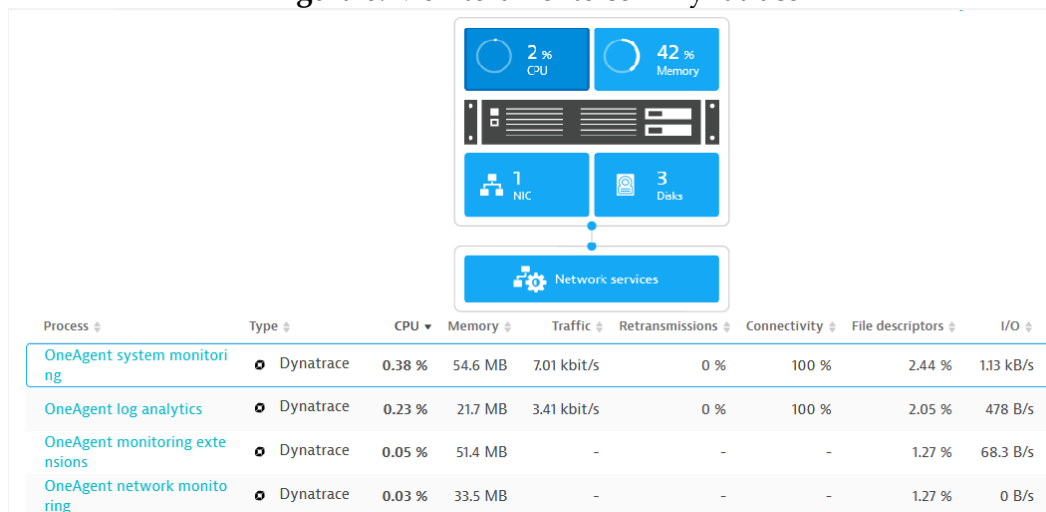 2 %
CPU
42 %
Memory
1
NIC
3
Disks
Network services
Process Type CPU Memory Traffic Retransmissions Connectivity File descriptors I/O
OneAgent system monitori
ng
Dynatrace 0.38 % 54.6 MB 7.01 kbit/s 0 % 100 % 2.44 % 1.13 kB/s
OneAgent log analytics Dynatrace 0.23 % 21.7 MB 3.41 kbit/s 0 % 100 % 2.05 % 478 B/s
OneAgent monitoring exte
nsions
Dynatrace 0.05 % 51.4 MB - - - 1.27 % 68.3 B/s
OneAgent network monito
ring
Dynatrace 0.03 % 33.5 MB - - - 1.27 % 0 B/s